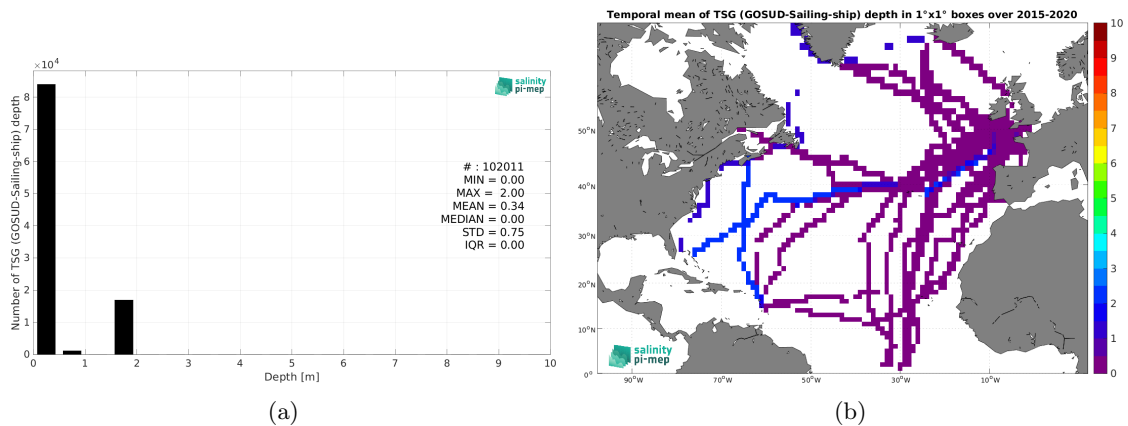 ×10⁴
8
7
6
5
4
3
2
1
0
Number of TSG (GOSUD-Sailing-ship) depth
salinity
pi-mep
# : 102011
MIN = 0.00
MAX = 2.00
MEAN = 0.34
MEDIAN = 0.00
STD = 0.75
IQR = 0.00
0 1 2 3 4 5 6 7 8 9 10
Depth [m]
(a)
Temporal mean of TSG (GOSUD-Sailing-ship) depth in 1°x1° boxes over 2015-2020
50°N
40°N
30°N
20°N
10°N
0°
90°W 70°W 50°W 30°W 10°W
salinity
pi-mep
10
9
8
7
6
5
4
3
2
1
0
(b)